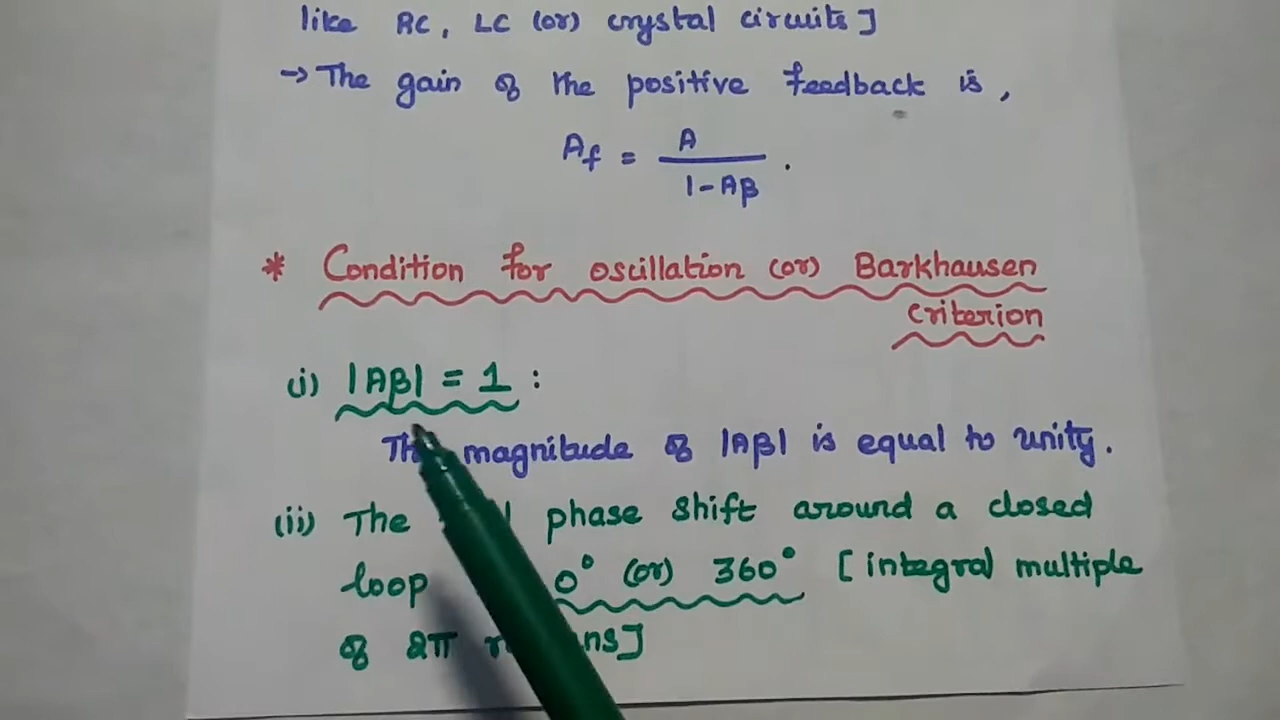 like RC, LC (or) crystal circuits]
→ The gain of the positive feedback is,
Af = A / 1-Aβ .
* Condition for oscillation (or) Barkhausen
criterion
(i) |Aβ| = 1 :
magnitude of |Aβ| is equal to unity.
(ii) The phase shift around a closed
loop 0° (or) 360° [integral multiple
of 2π